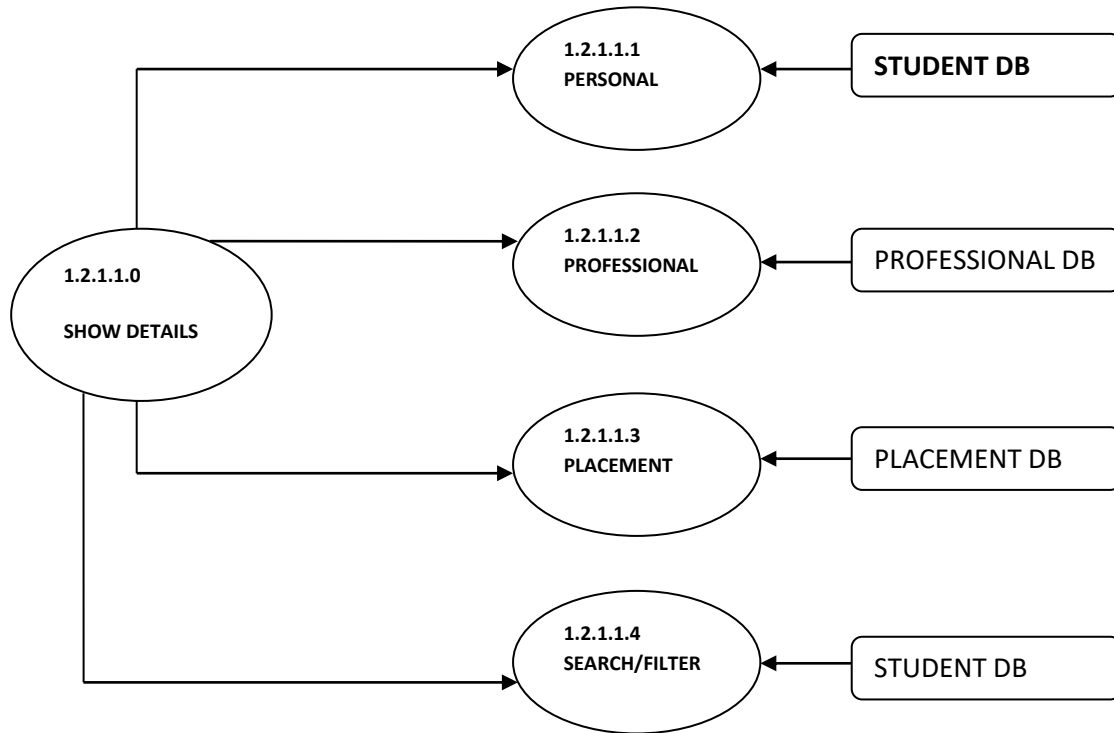 1.2.1.1.1
PERSONAL
STUDENT DB
1.2.1.1.2
PROFESSIONAL
PROFESSIONAL DB
1.2.1.1.0
SHOW DETAILS
1.2.1.1.3
PLACEMENT
PLACEMENT DB
1.2.1.1.4
SEARCH/FILTER
STUDENT DB